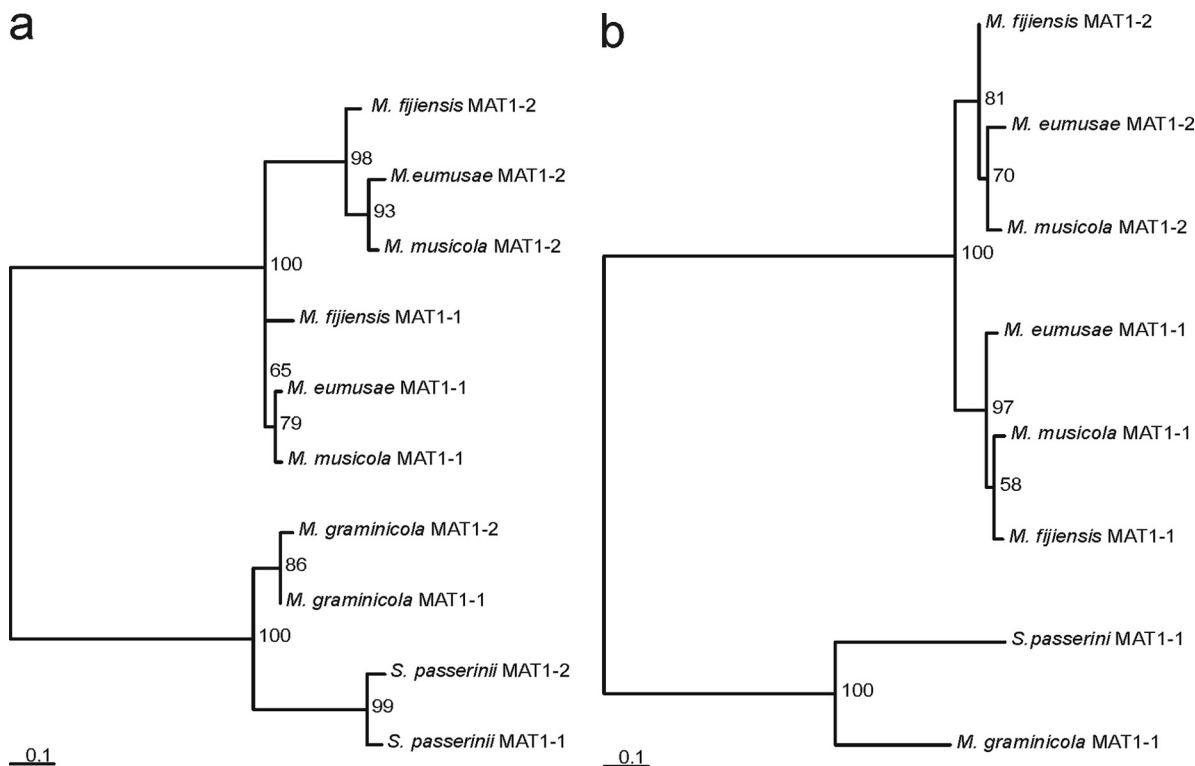 a
M. fijiensis MAT1-2
98
M.eumusae MAT1-2
93
M. musicola MAT1-2
100
M. fijiensis MAT1-1
65
M. eumusae MAT1-1
79
M. musicola MAT1-1
M. graminicola MAT1-2
86
M. graminicola MAT1-1
100
S. passerinii MAT1-2
99
S. passerinii MAT1-1
0.1
b
M. fijiensis MAT1-2
81
M. eumusae MAT1-2
70
M. musicola MAT1-2
100
M. eumusae MAT1-1
97
M. musicola MAT1-1
58
M. fijiensis MAT1-1
S.passerini MAT1-1
100
M. graminicola MAT1-1
0.1